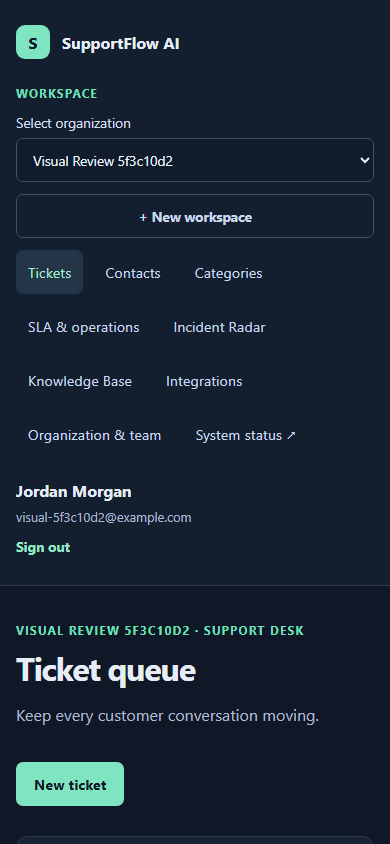 S SupportFlow AI
WORKSPACE
Select organization
Visual Review 5f3c10d2
+ New workspace
Tickets Contacts Categories
SLA & operations Incident Radar
Knowledge Base Integrations
Organization & team System status ↗
Jordan Morgan
visual-5f3c10d2@example.com
Sign out
VISUAL REVIEW 5F3C10D2 · SUPPORT DESK
Ticket queue
Keep every customer conversation moving.
New ticket